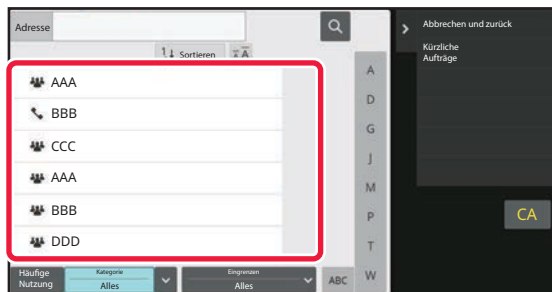 Adresse
Sortieren
A
AAA
BBB
CCC
AAA
BBB
DDD
A
D
G
J
M
P
T
W
Häufige
Nutzung
Kategorie
Alles
Eingrenzen
Alles
ABC
Abbrechen und zurück
Kürzliche
Aufträge
CA